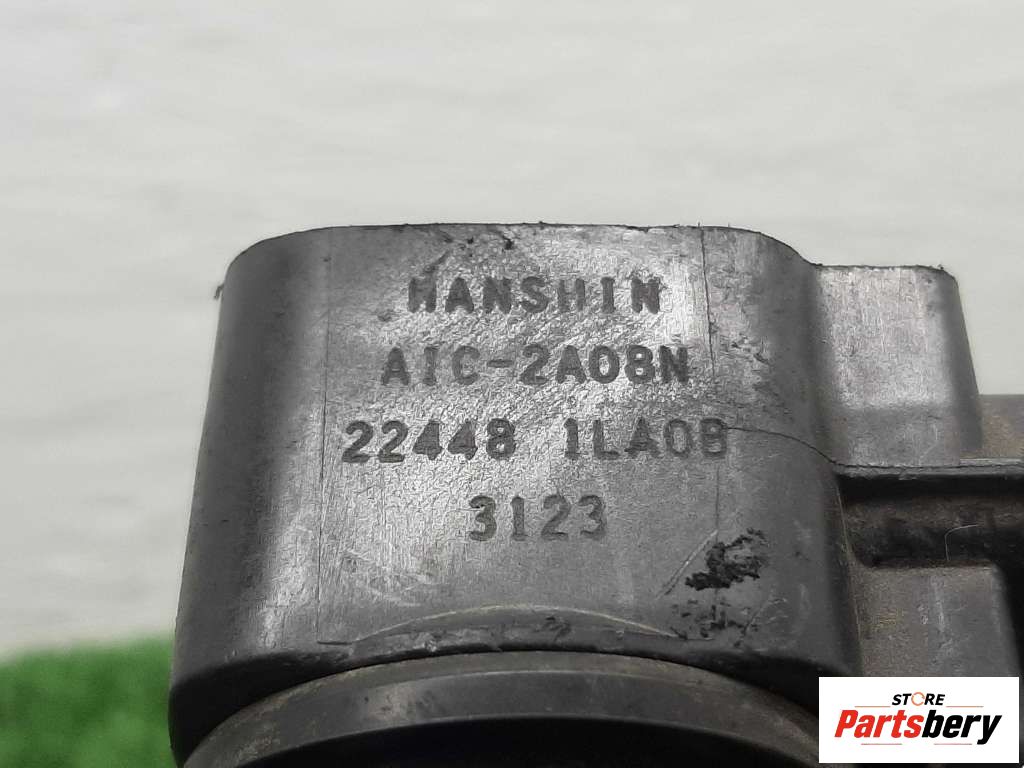 HANSHIN
AIC-2A08N
22448 1LA0B
3123
STORE
Partsbery